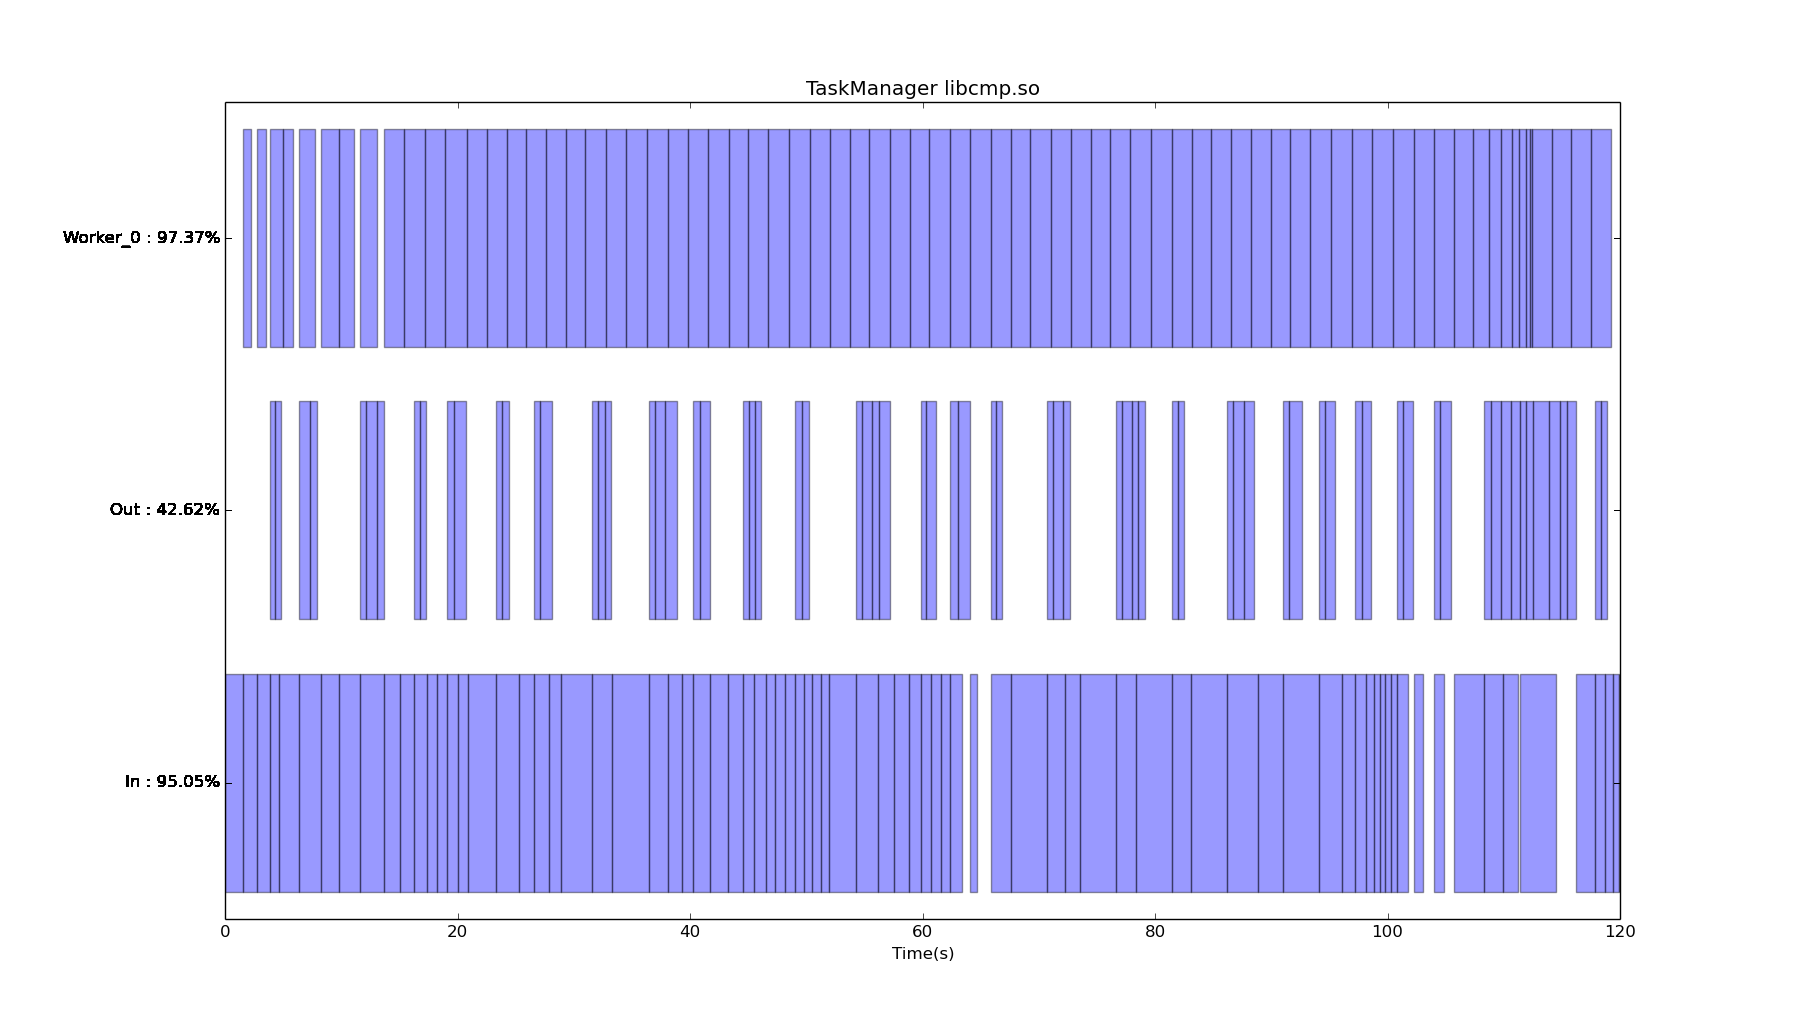 TaskManager libcmp.so
Worker_0 : 97.37%
Out : 42.62%
In : 95.05%
0 20 40 60 80 100 120
Time(s)